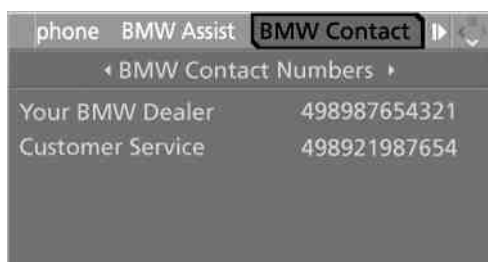 phone BMW Assist BMW Contact
BMW Contact Numbers
Your BMW Dealer 498987654321
Customer Service 498921987654